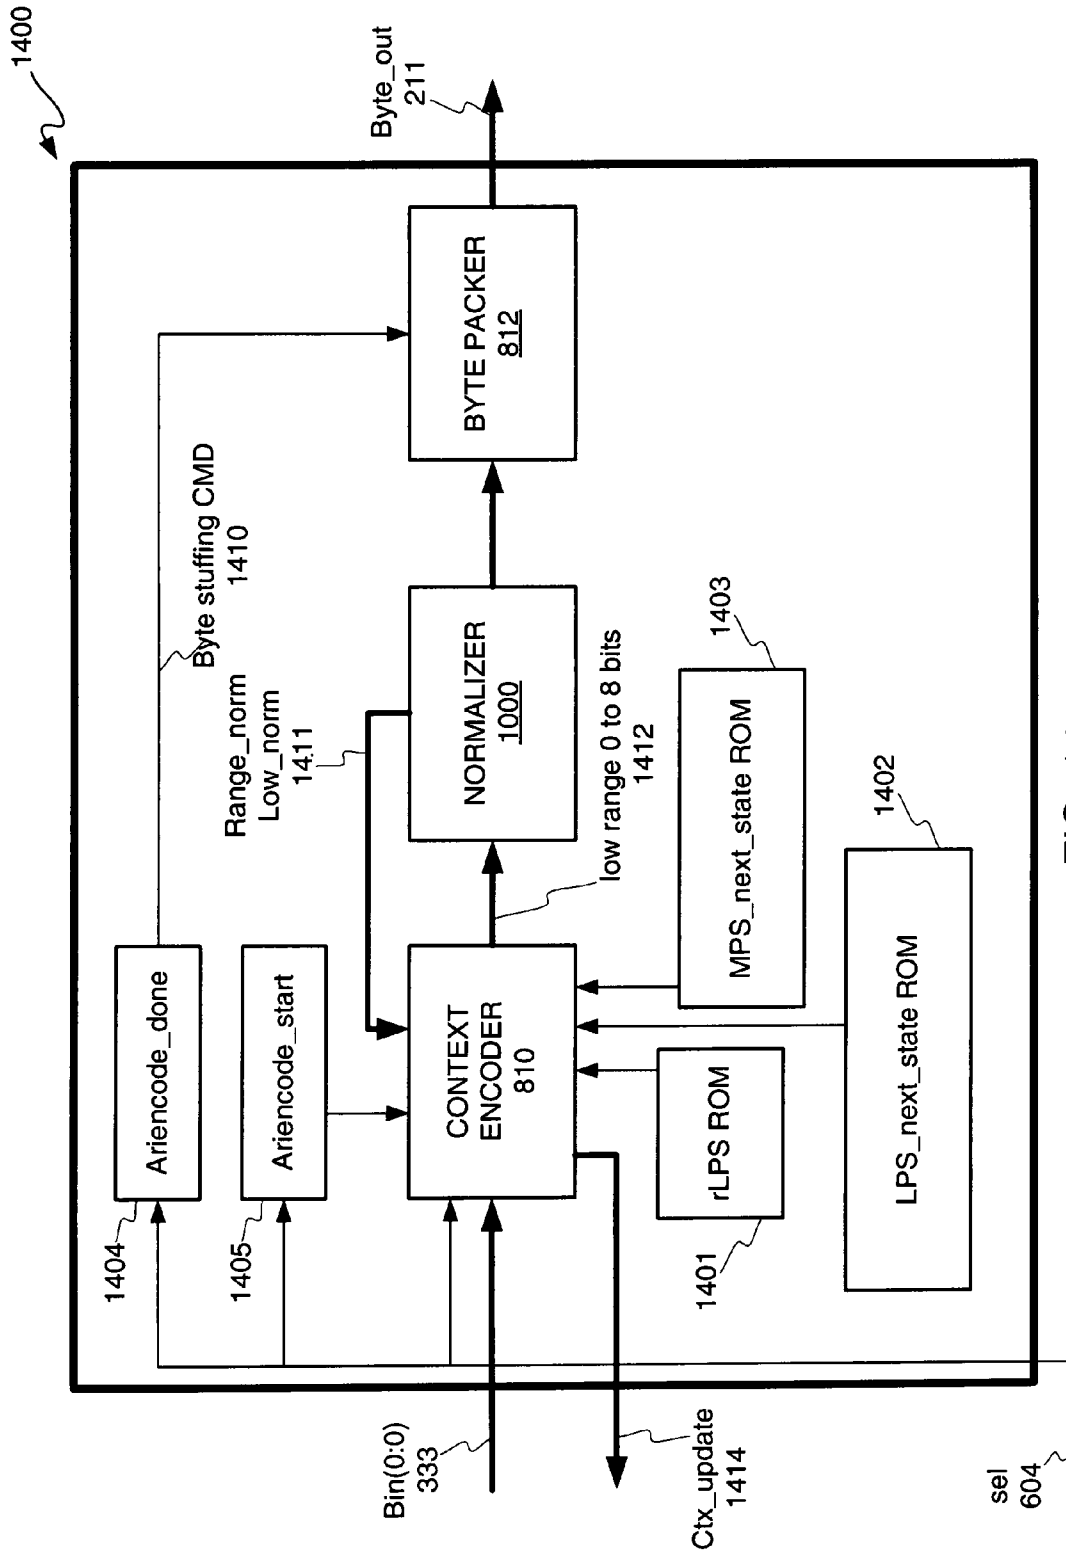 1400
Byte_out
211
Byte stuffing CMD
1410
BYTE PACKER
812
Range_norm
Low_norm
1411
NORMALIZER
1000
low range 0 to 8 bits
1412
1403
MPS_next_state ROM
1402
LPS_next_state ROM
Ariencode_done
1404
Ariencode_start
1405
CONTEXT
ENCODER
810
rLPS ROM
1401
Bin(0:0)
333
Ctx_update
1414
sel
604